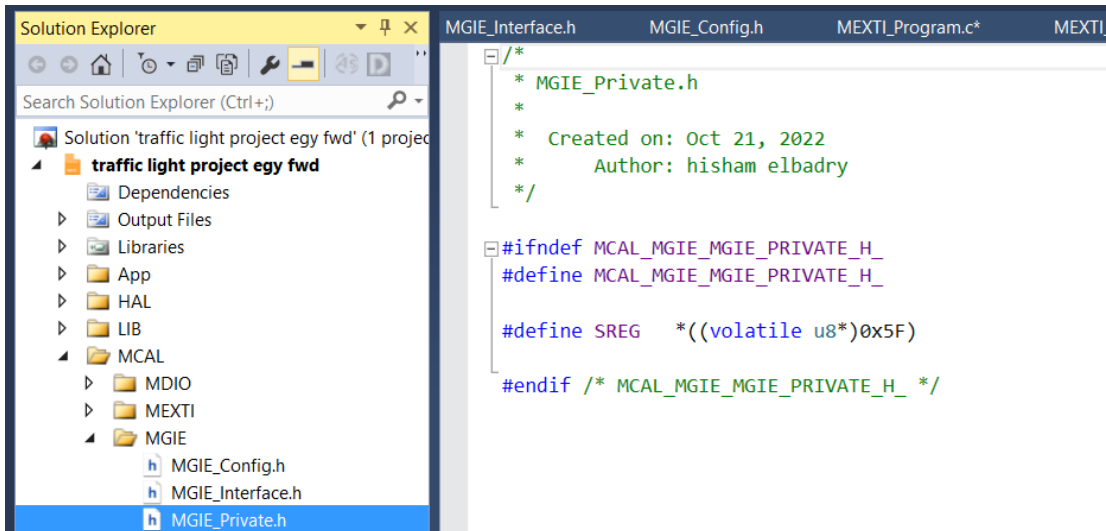 Solution Explorer
Search Solution Explorer (Ctrl+;)
Solution 'traffic light project egy fwd' (1 projec
traffic light project egy fwd
Dependencies
Output Files
Libraries
App
HAL
LIB
MCAL
MDIO
MEXTI
MGIE
MGIE_Config.h
MGIE_Interface.h
MGIE_Private.h
MGIE_Interface.h MGIE_Config.h MEXTI_Program.c* MEXTI_
/*
* MGIE_Private.h
*
* Created on: Oct 21, 2022
* Author: hisham elbadry
*/
#ifndef MCAL_MGIE_MGIE_PRIVATE_H_
#define MCAL_MGIE_MGIE_PRIVATE_H_
#define SREG *((volatile u8*)0x5F)
#endif /* MCAL_MGIE_MGIE_PRIVATE_H_ */